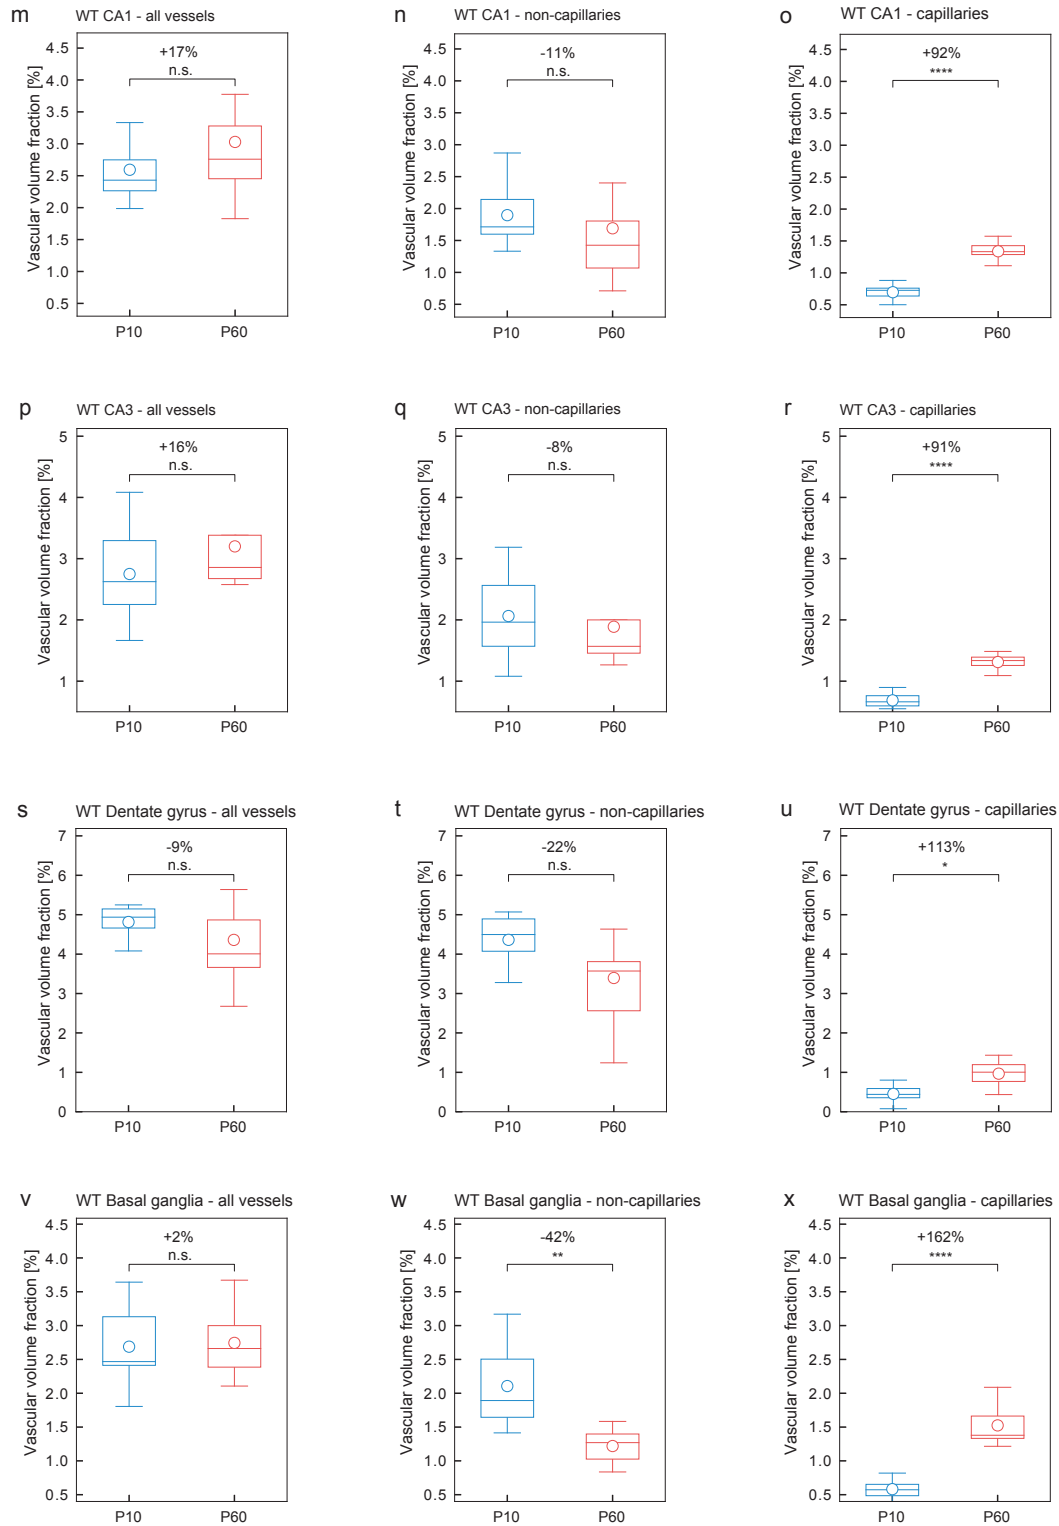 m WT CA1 - all vessels
Vascular volume fraction [%]
4.5
4.0
3.5
3.0
2.5
2.0
1.5
1.0
0.5
+17%
n.s.
P10 P60
n WT CA1 - non-capillaries
Vascular volume fraction [%]
4.5
4.0
3.5
3.0
2.5
2.0
1.5
1.0
0.5
-11%
n.s.
P10 P60
o WT CA1 - capillaries
Vascular volume fraction [%]
4.5
4.0
3.5
3.0
2.5
2.0
1.5
1.0
0.5
+92%
****
P10 P60
p WT CA3 - all vessels
Vascular volume fraction [%]
5
4
3
2
1
+16%
n.s.
P10 P60
q WT CA3 - non-capillaries
Vascular volume fraction [%]
5
4
3
2
1
-8%
n.s.
P10 P60
r WT CA3 - capillaries
Vascular volume fraction [%]
5
4
3
2
1
+91%
****
P10 P60
s WT Dentate gyrus - all vessels
Vascular volume fraction [%]
7
6
5
4
3
2
1
0
-9%
n.s.
P10 P60
t WT Dentate gyrus - non-capillaries
Vascular volume fraction [%]
7
6
5
4
3
2
1
0
-22%
n.s.
P10 P60
u WT Dentate gyrus - capillaries
Vascular volume fraction [%]
7
6
5
4
3
2
1
0
+113%
*
P10 P60
v WT Basal ganglia - all vessels
Vascular volume fraction [%]
4.5
4.0
3.5
3.0
2.5
2.0
1.5
1.0
0.5
+2%
n.s.
P10 P60
w WT Basal ganglia - non-capillaries
Vascular volume fraction [%]
4.5
4.0
3.5
3.0
2.5
2.0
1.5
1.0
0.5
-42%
**
P10 P60
x WT Basal ganglia - capillaries
Vascular volume fraction [%]
4.5
4.0
3.5
3.0
2.5
2.0
1.5
1.0
0.5
+162%
****
P10 P60